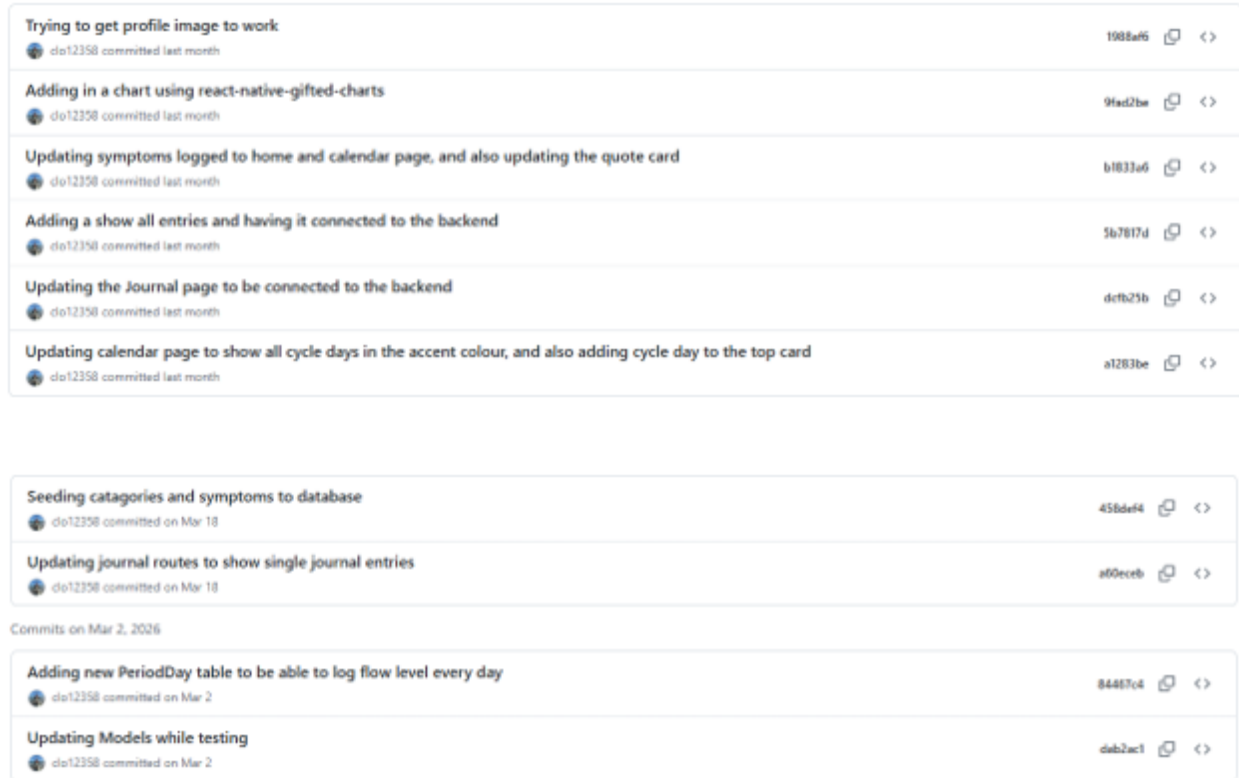 Trying to get profile image to work
clo12358 committed last month
1988af6
Adding in a chart using react-native-gifted-charts
clo12358 committed last month
9fad2be
Updating symptoms logged to home and calendar page, and also updating the quote card
clo12358 committed last month
b1833a6
Adding a show all entries and having it connected to the backend
clo12358 committed last month
5b7817d
Updating the Journal page to be connected to the backend
clo12358 committed last month
dcfb25b
Updating calendar page to show all cycle days in the accent colour, and also adding cycle day to the top card
clo12358 committed last month
a1283be
Seeding catagories and symptoms to database
clo12358 committed on Mar 18
458def4
Updating journal routes to show single journal entries
clo12358 committed on Mar 18
a60eceb
Commits on Mar 2, 2026
Adding new PeriodDay table to be able to log flow level every day
clo12358 committed on Mar 2
84467c4
Updating Models while testing
clo12358 committed on Mar 2
dab2ac1